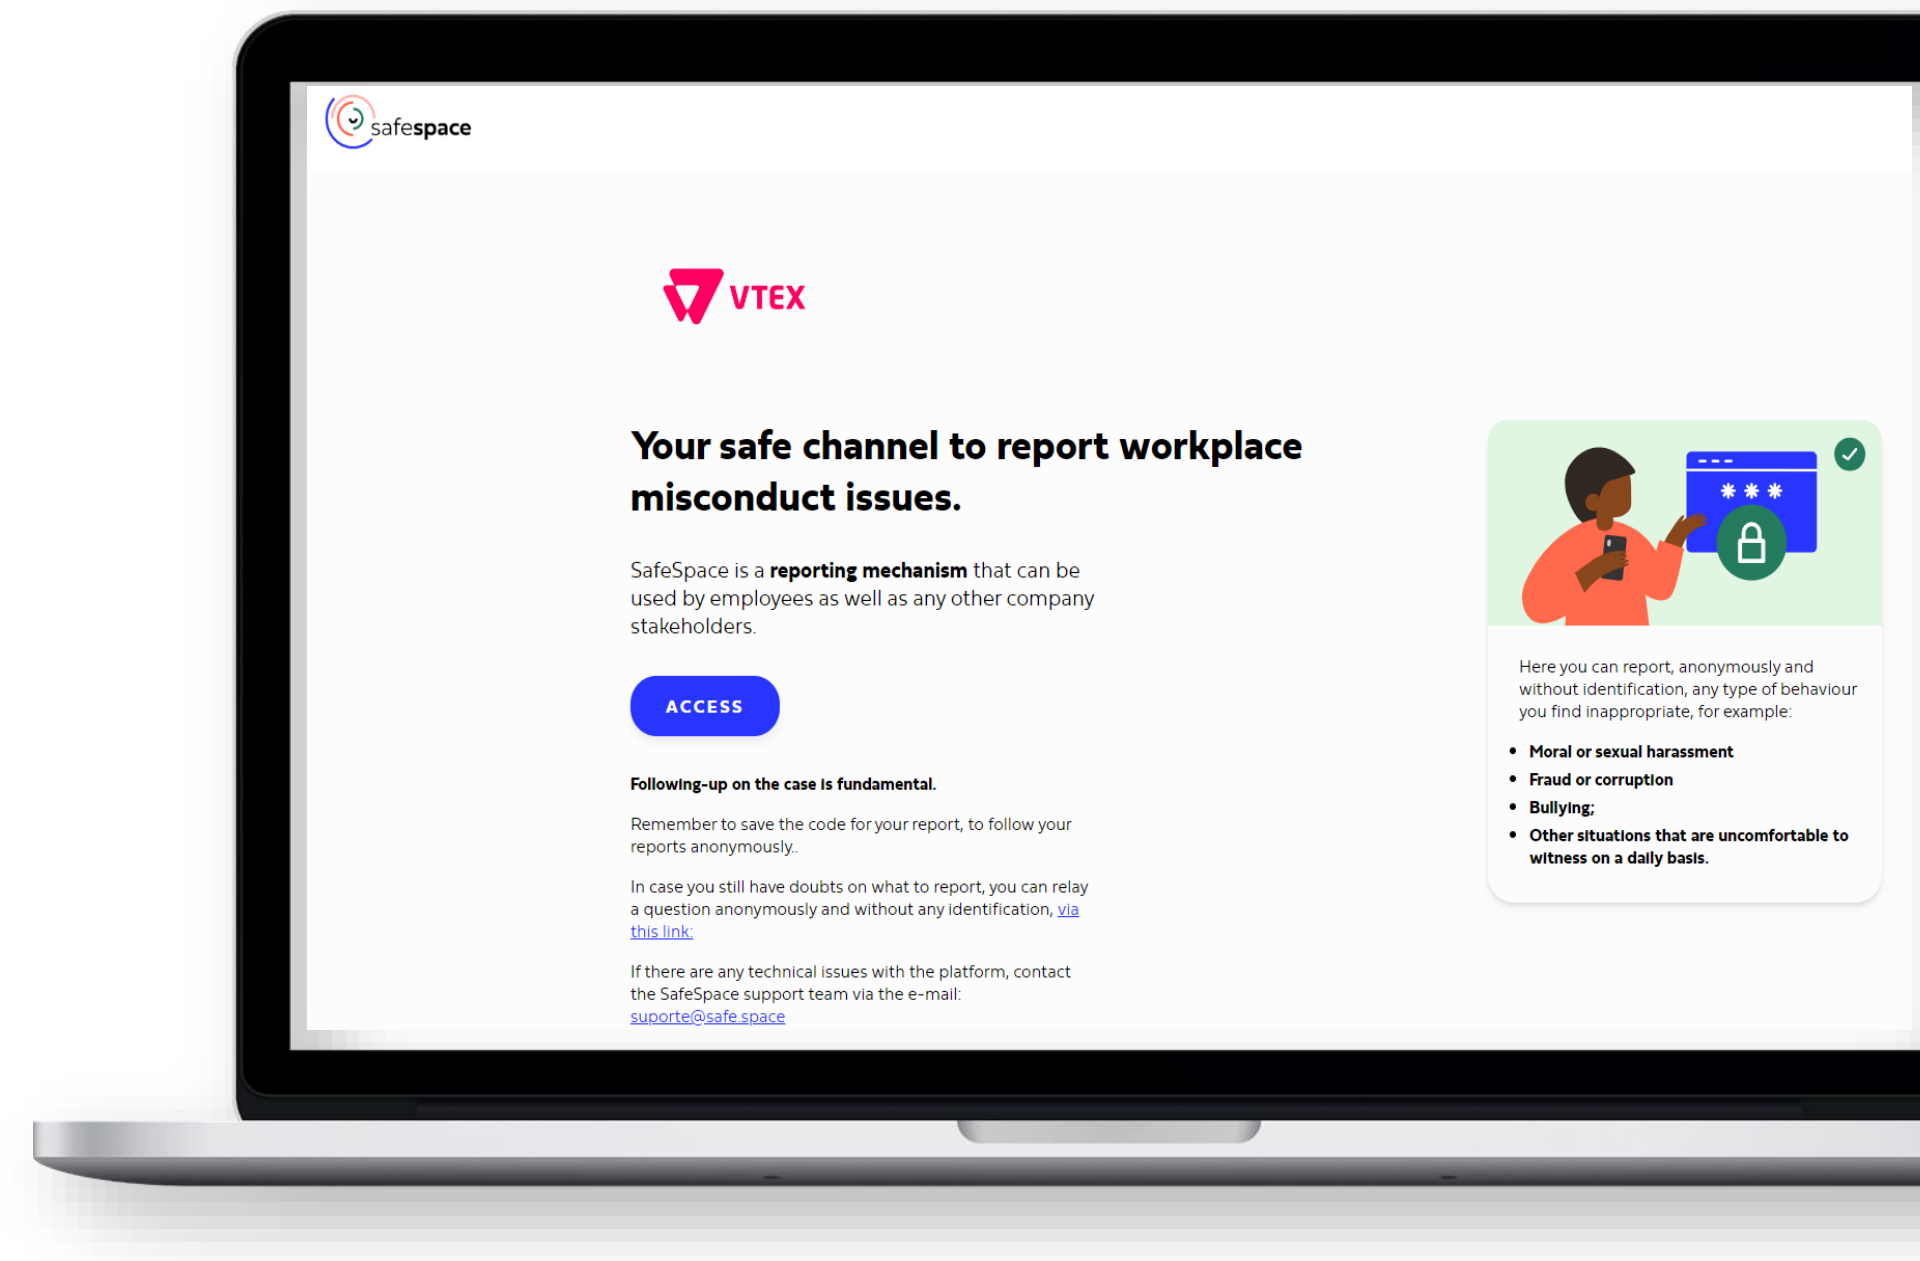 safespace
VTEX
Your safe channel to report workplace
misconduct issues.
SafeSpace is a reporting mechanism that can be
used by employees as well as any other company
stakeholders.
ACCESS
Following-up on the case is fundamental.
Remember to save the code for your report, to follow your
reports anonymously..
In case you still have doubts on what to report, you can relay
a question anonymously and without any identification, via
this link:
If there are any technical issues with the platform, contact
the SafeSpace support team via the e-mail:
suporte@safe.space
***
Here you can report, anonymously and
without identification, any type of behaviour
you find inappropriate, for example:
• Moral or sexual harassment
• Fraud or corruption
• Bullying;
• Other situations that are uncomfortable to
witness on a daily basis.